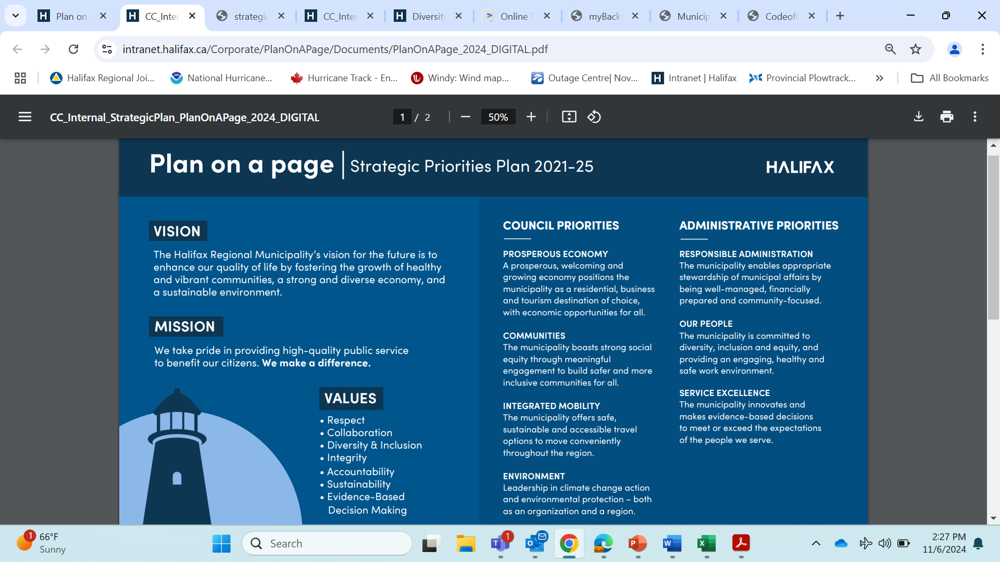 Plan on
CC_Inter
strategic
CC_Inter
Diversity
Online T
myBack
Municip
CodeofC
intranet.halifax.ca/Corporate/PlanOnAPage/Documents/PlanOnAPage_2024_DIGITAL.pdf
Halifax Regional Joi...
National Hurricane...
Hurricane Track - En...
Windy: Wind map...
Outage Centre| Nov...
Intranet | Halifax
Provincial Plowtrack...
All Bookmarks
CC_Internal_StrategicPlan_PlanOnAPage_2024_DIGITAL
1 / 2
50%
Plan on a page | Strategic Priorities Plan 2021-25
HALIFAX
VISION
The Halifax Regional Municipality's vision for the future is to
enhance our quality of life by fostering the growth of healthy
and vibrant communities, a strong and diverse economy, and
a sustainable environment.
MISSION
We take pride in providing high-quality public service
to benefit our citizens. We make a difference.
VALUES
• Respect
• Collaboration
• Diversity & Inclusion
• Integrity
• Accountability
• Sustainability
• Evidence-Based
Decision Making
COUNCIL PRIORITIES
PROSPEROUS ECONOMY
A prosperous, welcoming and
growing economy positions the
municipality as a residential, business
and tourism destination of choice,
with economic opportunities for all.
COMMUNITIES
The municipality boasts strong social
equity through meaningful
engagement to build safer and more
inclusive communities for all.
INTEGRATED MOBILITY
The municipality offers safe,
sustainable and accessible travel
options to move conveniently
throughout the region.
ENVIRONMENT
Leadership in climate change action
and environmental protection – both
as an organization and a region.
ADMINISTRATIVE PRIORITIES
RESPONSIBLE ADMINISTRATION
The municipality enables appropriate
stewardship of municipal affairs by
being well-managed, financially
prepared and community-focused.
OUR PEOPLE
The municipality is committed to
diversity, inclusion and equity, and
providing an engaging, healthy and
safe work environment.
SERVICE EXCELLENCE
The municipality innovates and
makes evidence-based decisions
to meet or exceed the expectations
of the people we serve.
1
66°F
Sunny
Search
1
2:27 PM
11/6/2024